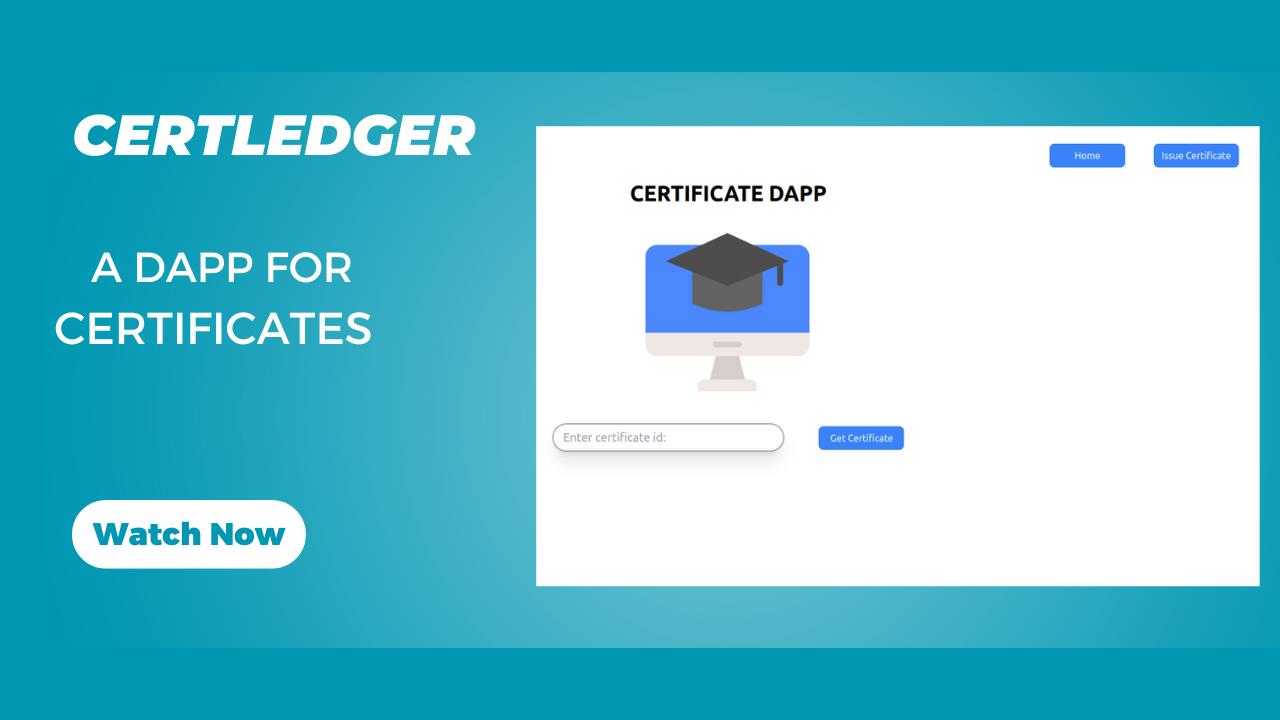 CERTLEDGER
A DAPP FOR
CERTIFICATES
Watch Now
Home
Issue Certificate
CERTIFICATE DAPP
Enter certificate id:
Get Certificate